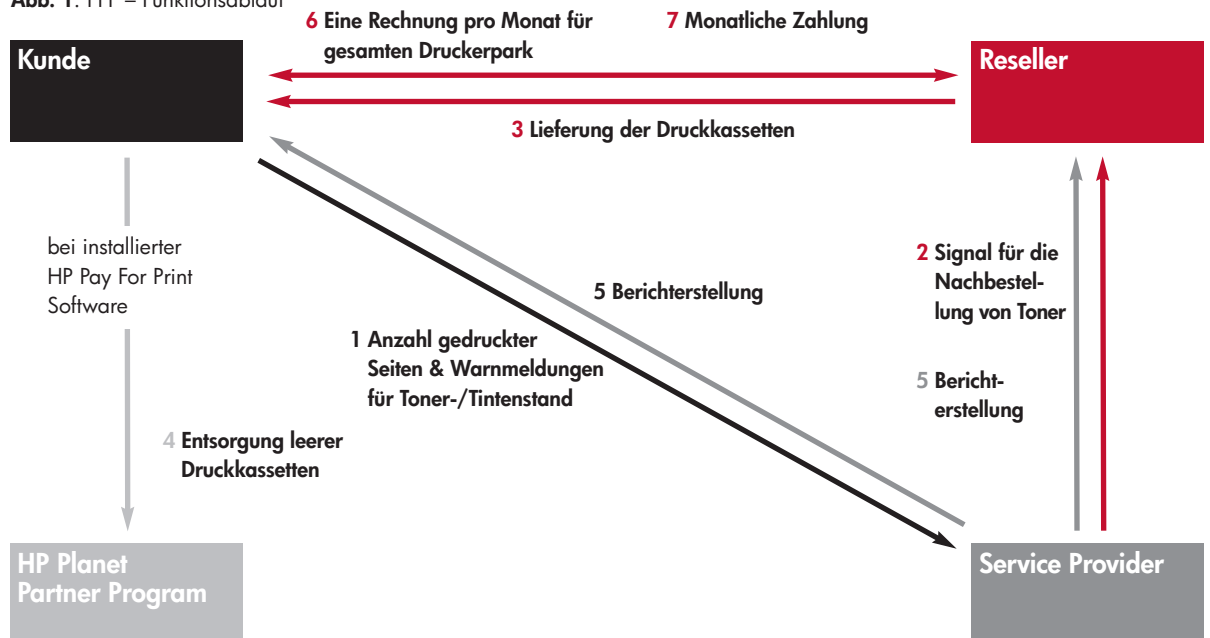 6 Eine Rechnung pro Monat für
gesamten Druckerpark
7 Monatliche Zahlung
Kunde
Reseller
3 Lieferung der Druckkassetten
bei installierter
HP Pay For Print
Software
2 Signal für die
Nachbestel-
lung von Toner
5 Berichterstellung
1 Anzahl gedruckter
Seiten & Warnmeldungen
für Toner-/Tintenstand
5 Bericht-
erstellung
4 Entsorgung leerer
Druckkassetten
HP Planet
Partner Program
Service Provider